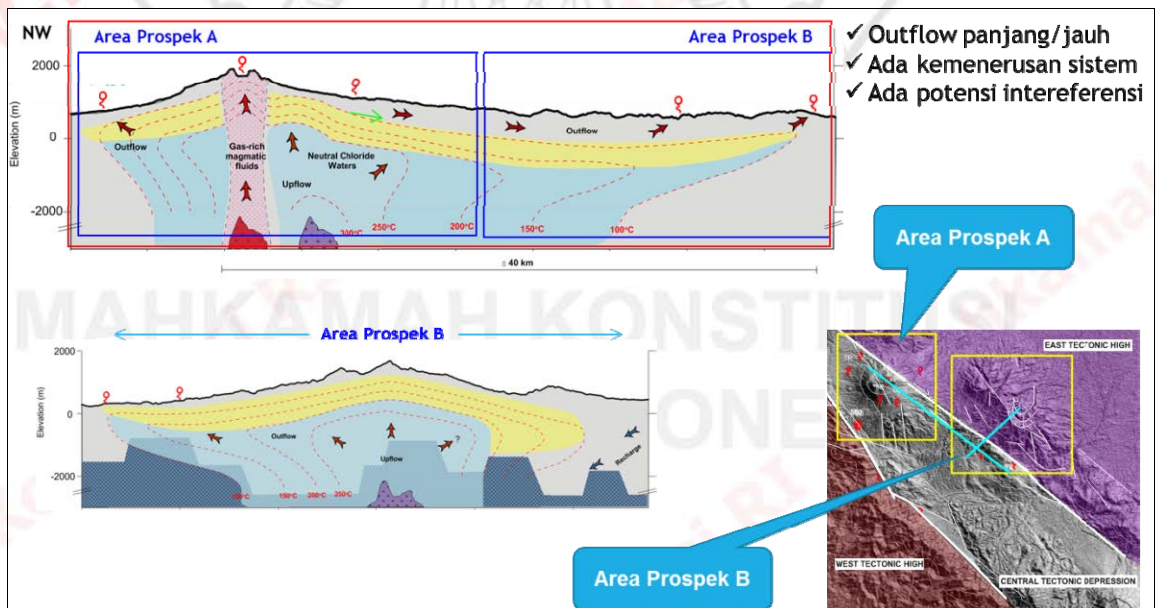 NW
Area Prospek A
Area Prospek B
✓ Outflow panjang/jauh
✓ Ada kemenerusan sistem
✓ Ada potensi intereferensi
Elevation (m)
2000
0
-2000
Outflow
Gas-rich
magmatic
fluids
Neutral Chloride
Waters
Upflow
Outflow
300°C
250°C
200°C
150°C
100°C
± 40 km
Area Prospek A
MAHKAMAH KONSTITUSI
Area Prospek B
Elevation (m)
2000
0
-2000
Outflow
Upflow
?
Recharge
150°C
200°C
250°C
EAST TECTONIC HIGH
WEST TECTONIC HIGH
CENTRAL TECTONIC DEPRESSION
Area Prospek B